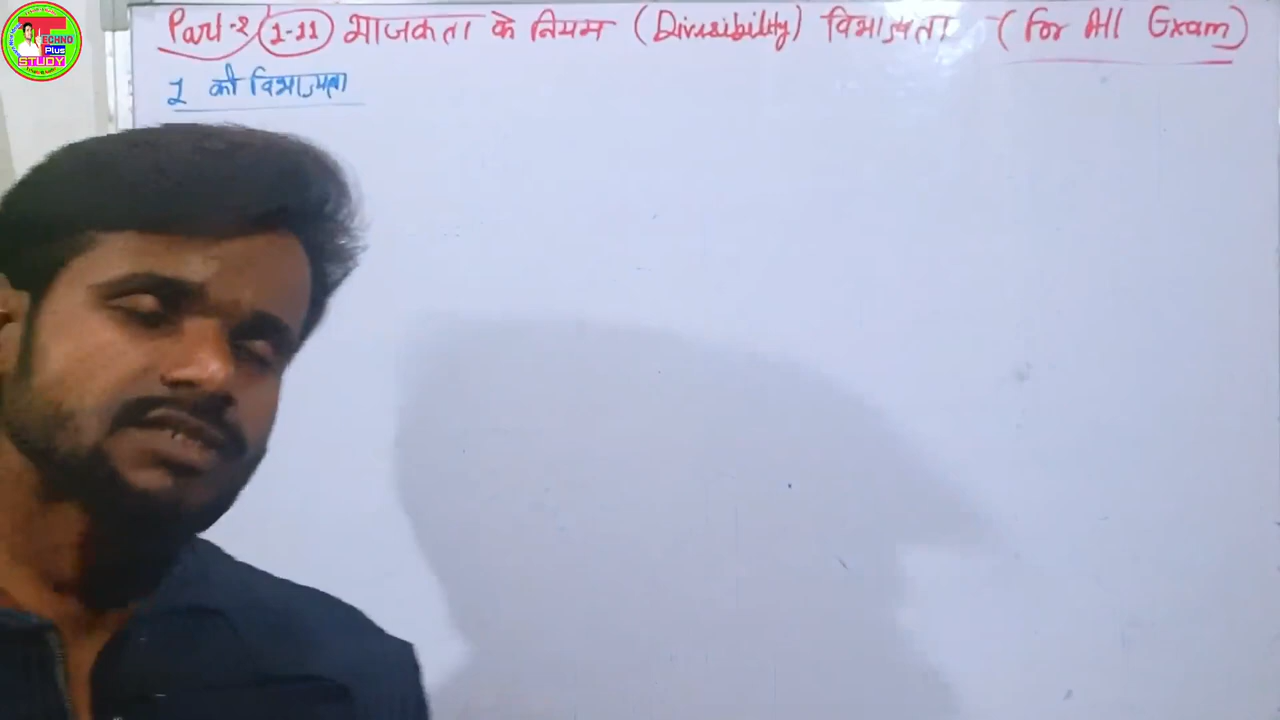 Part-2 (1-11) भाजकता के नियम (Divisibility) विभाज्यता (For All Exam)
1 की विभाज्यता
TECHNO
Plus
STUDY